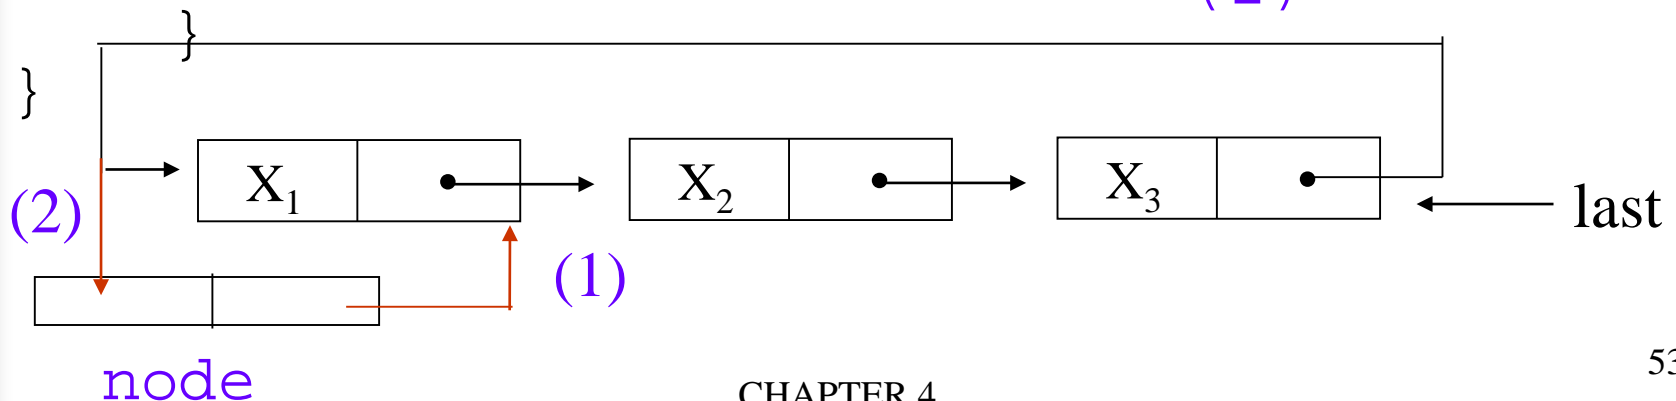 }
}
X₁ X₂ X₃
(2) last
(1)
node
CHAPTER 4